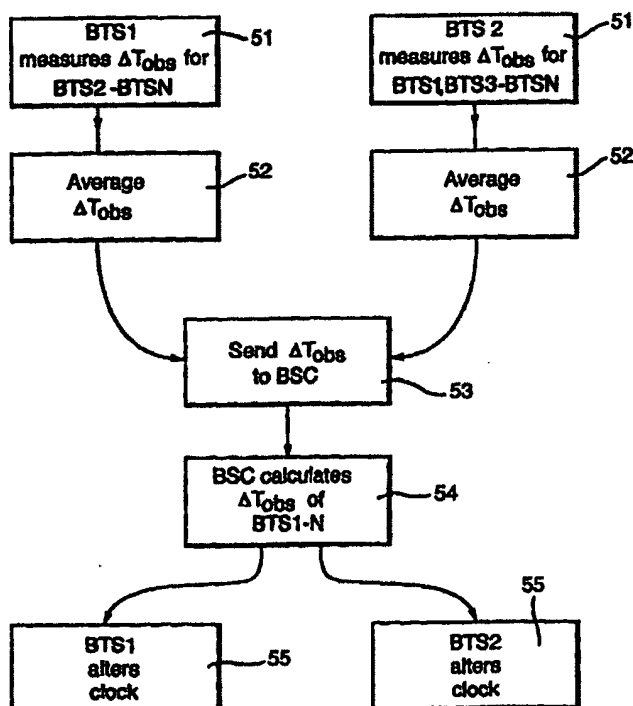 BTS1
measures ΔTobs for
BTS2-BTSN
51
BTS 2
measures ΔTobs for
BTS1,BTS3-BTSN
51
Average
ΔTobs
52
Average
ΔTobs
52
Send ΔTobs
to BSC
53
BSC calculates
ΔTobs of
BTS1-N
54
BTS1
alters
clock
55
BTS2
alters
clock
55